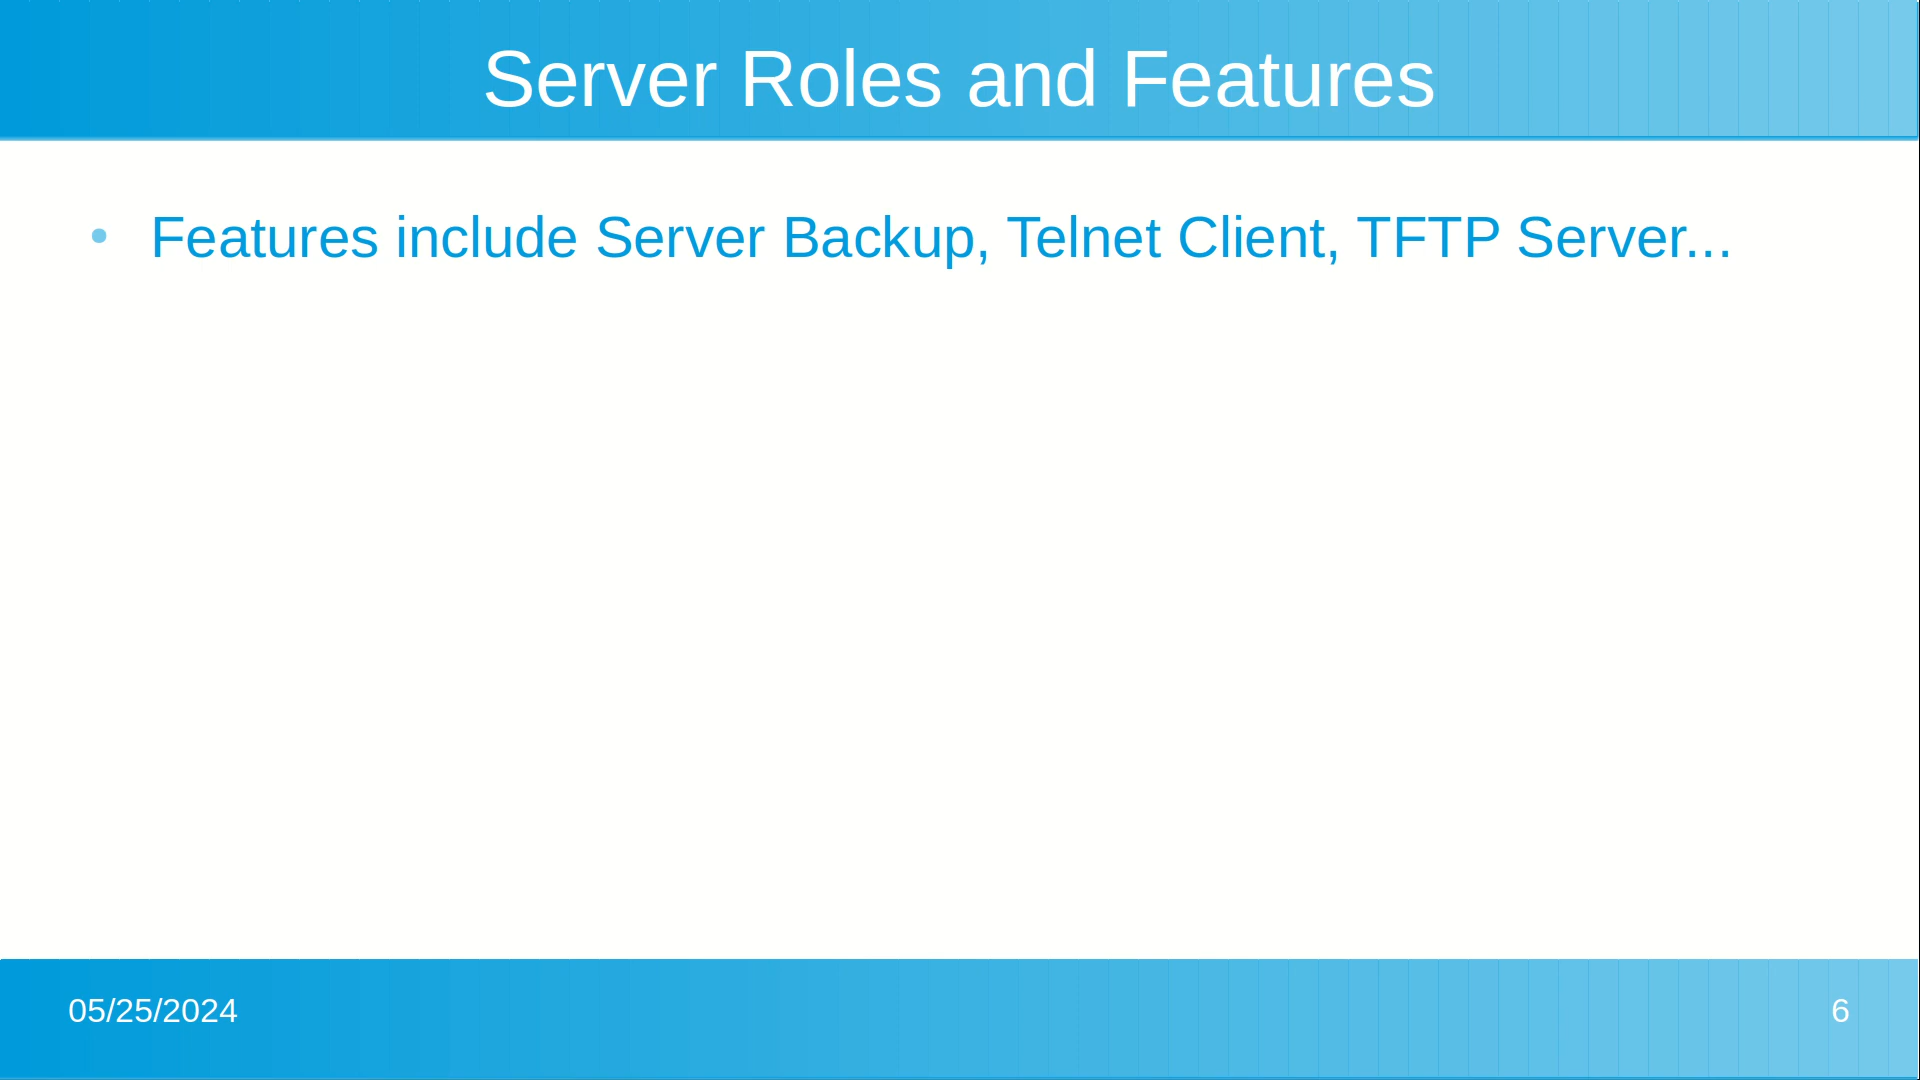 Server Roles and Features
• Features include Server Backup, Telnet Client, TFTP Server...
05/25/2024
6